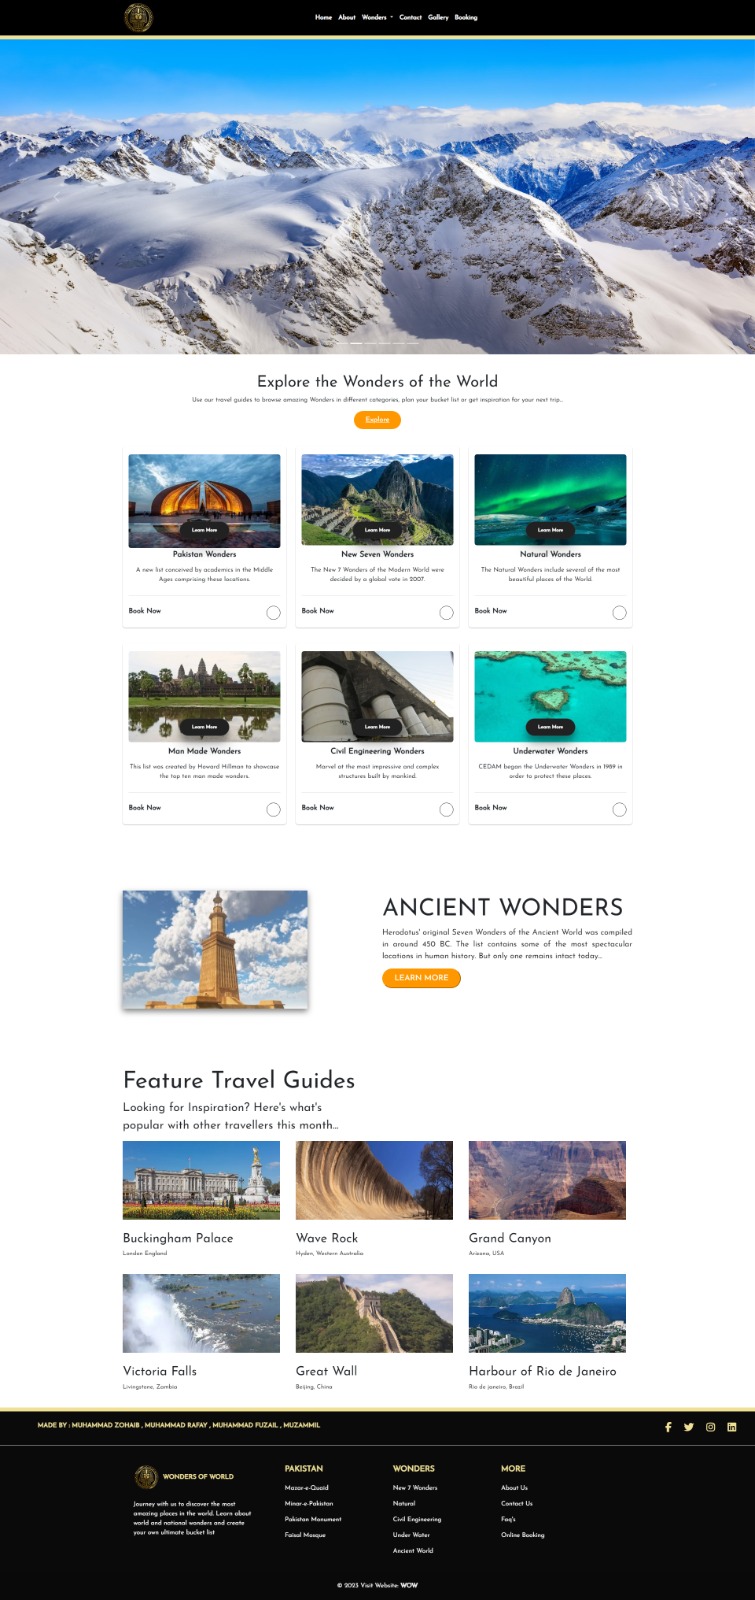 Home About Wonders Contact Gallery Booking
Explore the Wonders of the World
Use our travel guides to browse amazing Wonders in different categories, plan your bucket list or get inspiration for your next trip...
Explore
Learn More Learn More Learn More
Pakistan Wonders
A new list conceived by academics in the Middle
Ages comprising these locations.
Book Now
New Seven Wonders
The New 7 Wonders of the Modern World were
decided by a global vote in 2007.
Book Now
Natural Wonders
The Natural Wonders include several of the most
beautiful places of the World.
Book Now
Learn More Learn More Learn More
Man Made Wonders
This list was created by Howard Hillman to showcase
the top ten man made wonders.
Book Now
Civil Engineering Wonders
Marvel at the most impressive and complex
structures built by mankind.
Book Now
Underwater Wonders
CEDAM began the Underwater Wonders in 1989 in
order to protect these places.
Book Now
ANCIENT WONDERS
Herodotus' original Seven Wonders of the Ancient World was compiled
in around 450 BC. The list contains some of the most spectacular
locations in human history. But only one remains intact today...
LEARN MORE
Feature Travel Guides
Looking for Inspiration? Here's what's
popular with other travellers this month...
Buckingham Palace
London England
Wave Rock
Hyden, Western Australia
Grand Canyon
Arizona, USA
Victoria Falls
Livingstone, Zambia
Great Wall
Beijing, China
Harbour of Rio de Janeiro
Rio de janeiro, Brazil
MADE BY : MUHAMMAD ZOHAIB , MUHAMMAD RAFAY , MUHAMMAD FUZAIL , MUZAMMIL
WONDERS OF WORLD
Journey with us to discover the most
amazing places in the world. Learn about
world and national wonders and create
your own ultimate bucket list
PAKISTAN
Mazar-e-Quaid
Minar-e-Pakistan
Pakistan Monument
Faisal Mosque
WONDERS
New 7 Wonders
Natural
Civil Engineering
Under Water
Ancient World
MORE
About Us
Contact Us
Faq's
Online Booking
© 2023 Visit Website: WOW